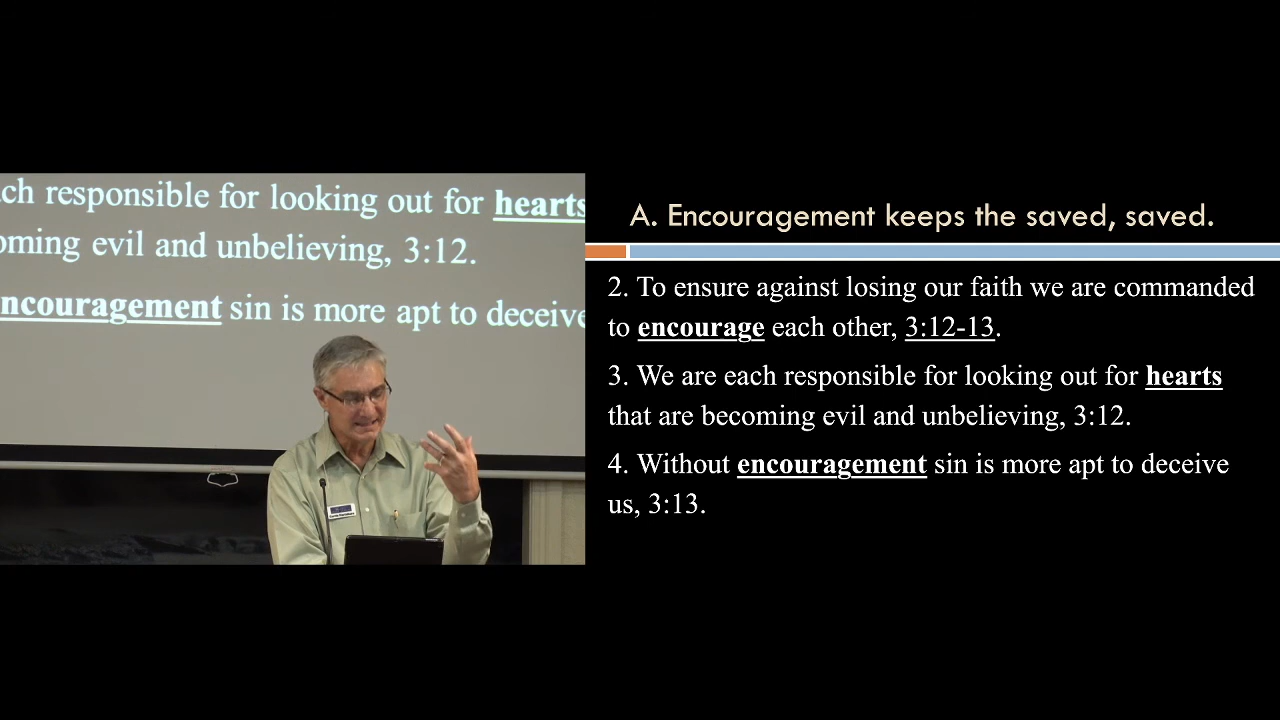 ch responsible for looking out for hearts
oming evil and unbelieving, 3:12.
ncouragement sin is more apt to deceive
A. Encouragement keeps the saved, saved.
2. To ensure against losing our faith we are commanded
to encourage each other, 3:12-13.
3. We are each responsible for looking out for hearts
that are becoming evil and unbelieving, 3:12.
4. Without encouragement sin is more apt to deceive
us, 3:13.